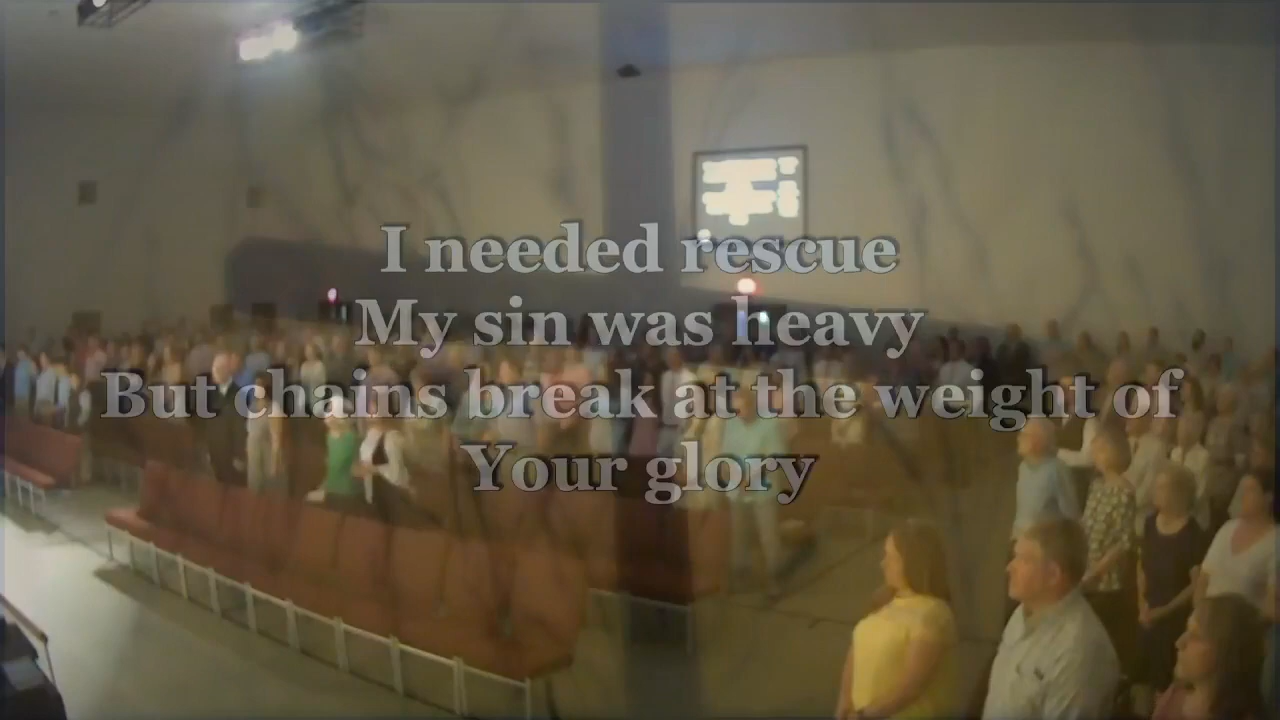 I needed rescue
My sin was heavy
But chains break at the weight of
Your glory